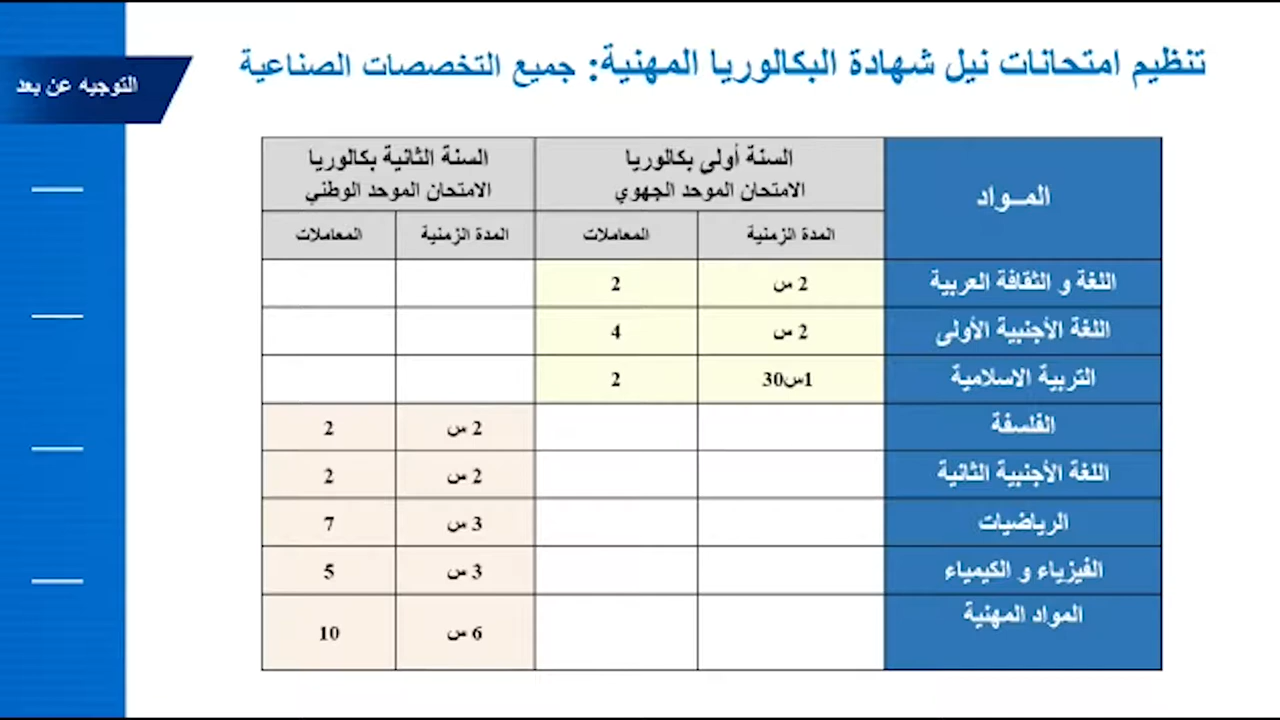 تنظيم امتحانات نيل شهادة البكالوريا المهنية: جميع التخصصات الصناعية
التوجيه عن بعد
المـــواد
السنة أولى بكالوريا
الامتحان الموحد الجهوي
السنة الثانية بكالوريا
الامتحان الموحد الوطني
المدة الزمنية
المعاملات
المدة الزمنية
المعاملات
اللغة و الثقافة العربية
2 س
2
اللغة الأجنبية الأولى
2 س
4
التربية الاسلامية
1س30
2
الفلسفة
2 س
2
اللغة الأجنبية الثانية
2 س
2
الرياضيات
3 س
7
الفيزياء و الكيمياء
3 س
5
المواد المهنية
6 س
10